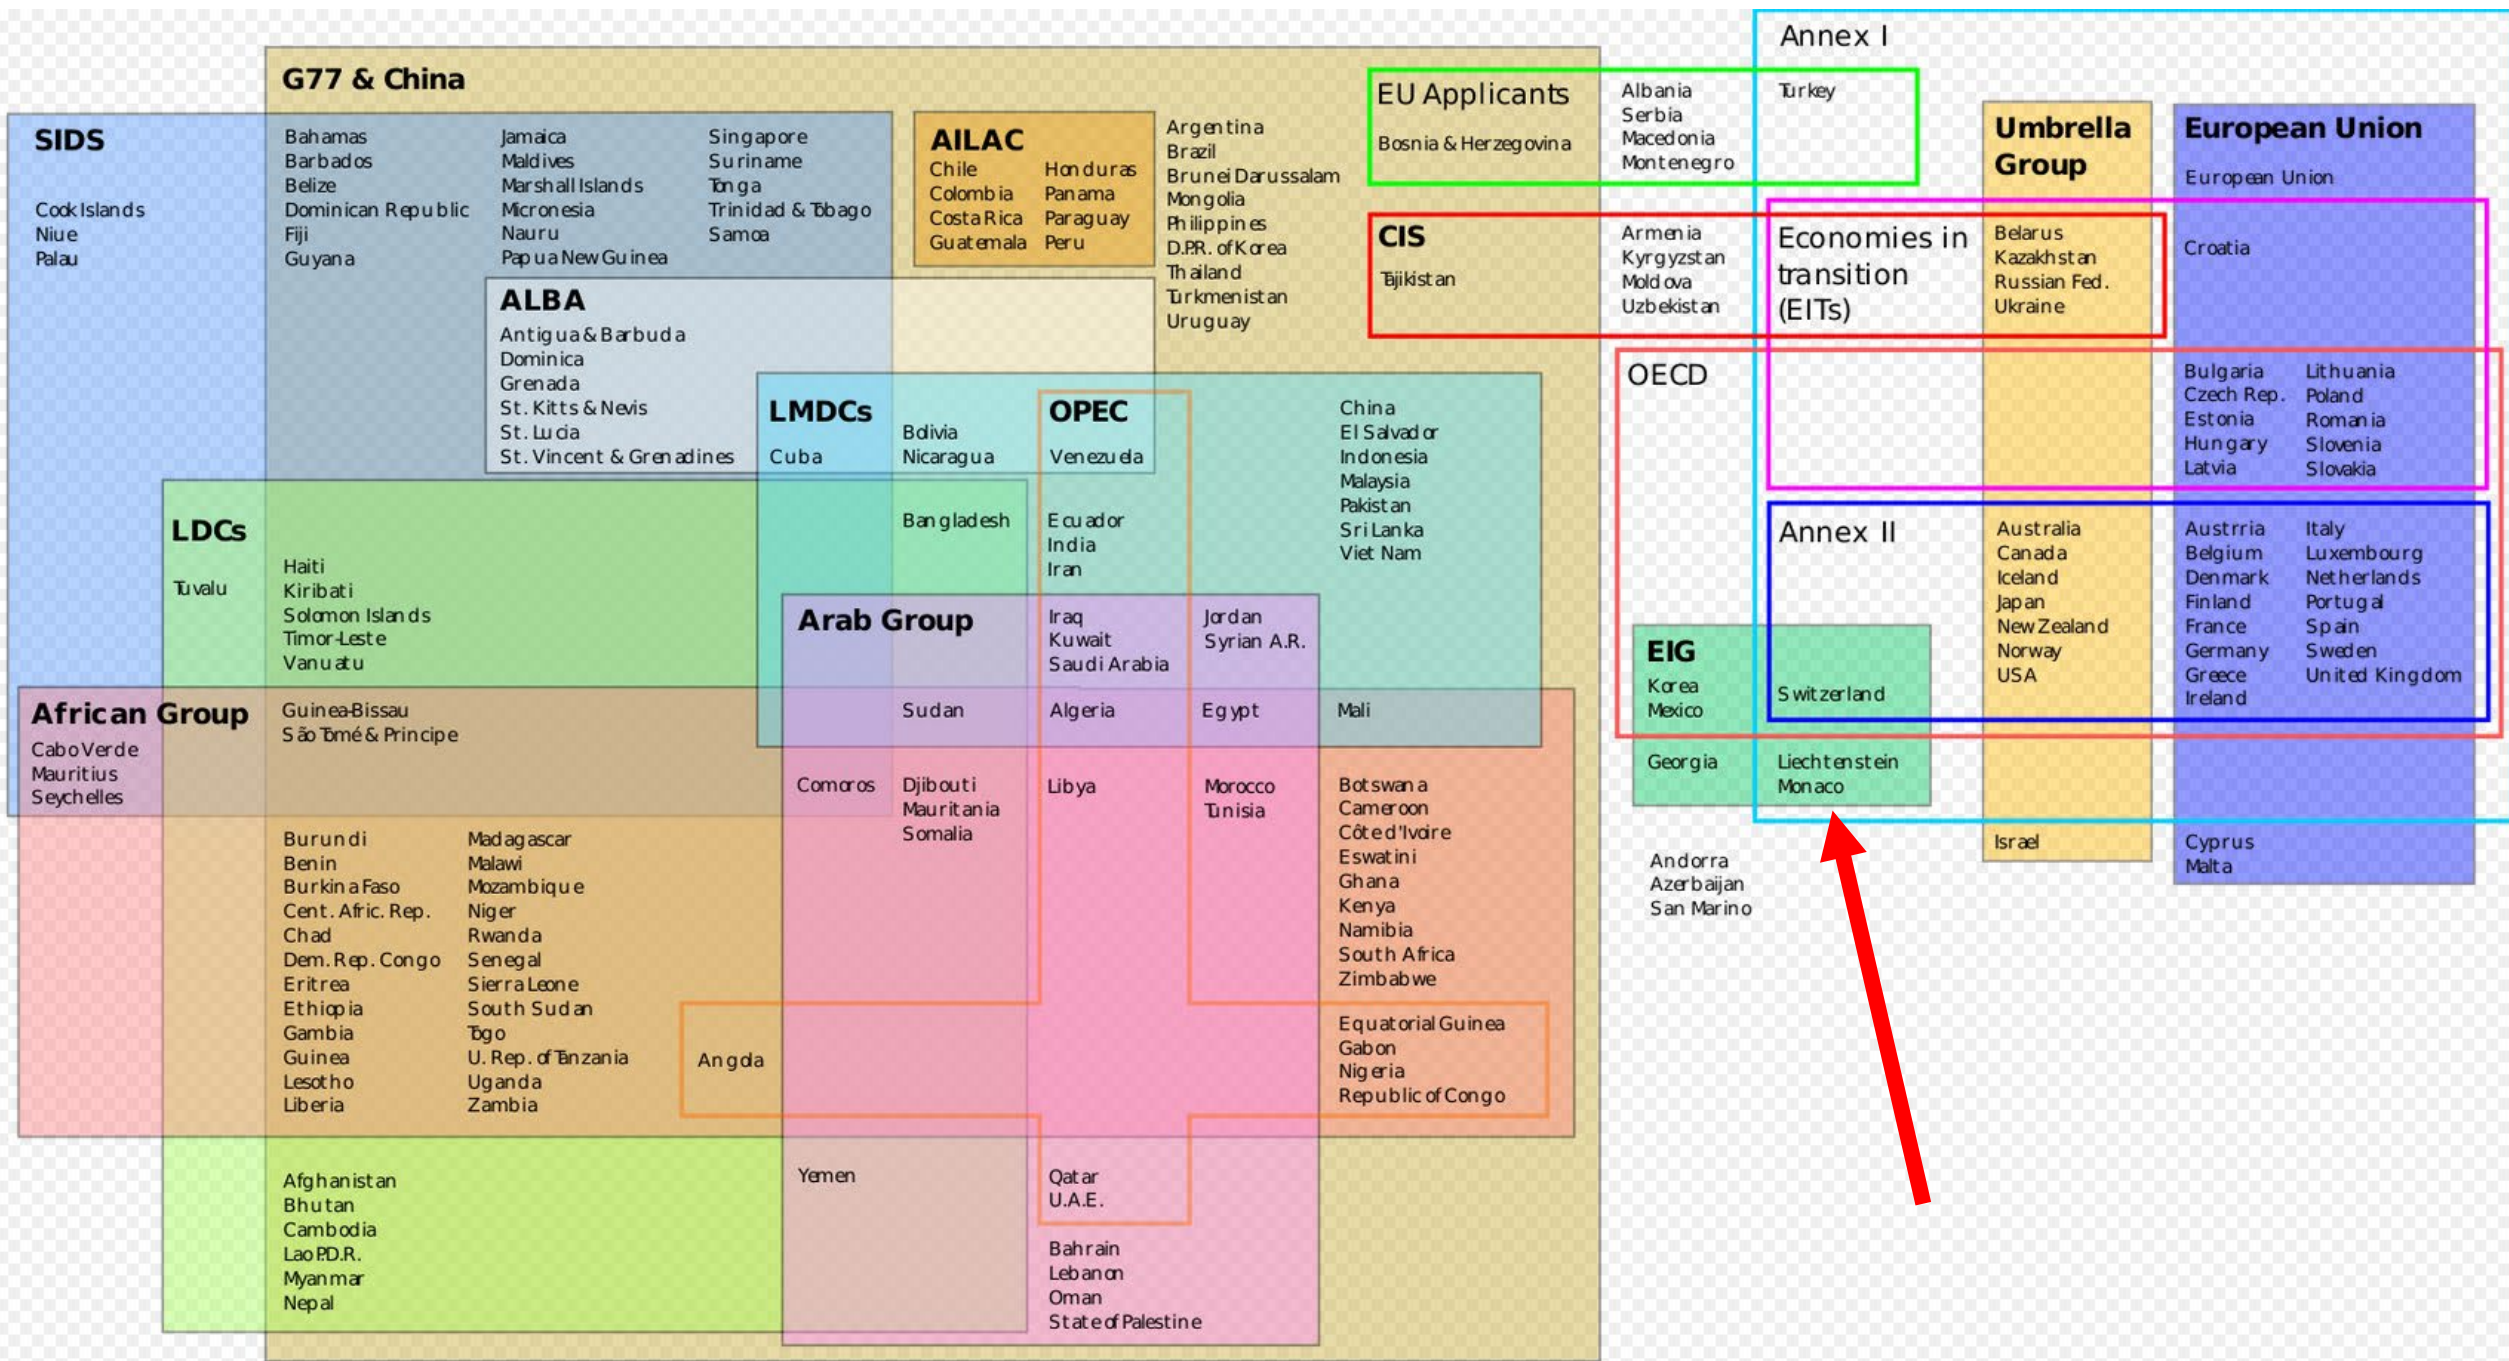 Annex I
G77 & China
EU Applicants
Bosnia & Herzegovina
Albania
Serbia
Macedonia
Montenegro
Turkey
SIDS
Cook Islands
Niue
Palau
Bahamas
Barbados
Belize
Dominican Republic
Fiji
Guyana
Jamaica
Maldives
Marshall Islands
Micronesia
Nauru
Papua New Guinea
Singapore
Suriname
Tonga
Trinidad & Tobago
Samoa
AILAC
Chile
Colombia
Costa Rica
Guatemala
Honduras
Panama
Paraguay
Peru
Argentina
Brazil
Brunei Darussalam
Mongolia
Philippines
D.P.R. of Korea
Thailand
Turkmenistan
Uruguay
Umbrella
Group
European Union
European Union
CIS
Tajikistan
Armenia
Kyrgyzstan
Moldova
Uzbekistan
Economies in
transition
(EITs)
Belarus
Kazakhstan
Russian Fed.
Ukraine
Croatia
ALBA
Antigua & Barbuda
Dominica
Grenada
St. Kitts & Nevis
St. Lucia
St. Vincent & Grenadines
LMDCs
Cuba
Bolivia
Nicaragua
OPEC
Venezuela
China
El Salvador
Indonesia
Malaysia
Pakistan
Sri Lanka
Viet Nam
OECD
Bulgaria
Czech Rep.
Estonia
Hungary
Latvia
Lithuania
Poland
Romania
Slovenia
Slovakia
LDCs
Tuvalu
Haiti
Kiribati
Solomon Islands
Timor-Leste
Vanuatu
Bangladesh
Ecuador
India
Iran
Annex II
Australia
Canada
Iceland
Japan
New Zealand
Norway
USA
Austrria
Belgium
Denmark
Finland
France
Germany
Greece
Ireland
Italy
Luxembourg
Netherlands
Portugal
Spain
Sweden
United Kingdom
Arab Group
Iraq
Kuwait
Saudi Arabia
Jordan
Syrian A.R.
EIG
Korea
Mexico
Switzerland
Georgia
Liechtenstein
Monaco
African Group
Cabo Verde
Mauritius
Seychelles
Guinea-Bissau
São Tomé & Principe
Sudan
Algeria
Egypt
Mali
Comoros
Djibouti
Mauritania
Somalia
Libya
Morocco
Tunisia
Botswana
Cameroon
Côte d'Ivoire
Eswatini
Ghana
Kenya
Namibia
South Africa
Zimbabwe
Israel
Cyprus
Malta
Andorra
Azerbaijan
San Marino
Burundi
Benin
Burkina Faso
Cent. Afric. Rep.
Chad
Dem. Rep. Congo
Eritrea
Ethiopia
Gambia
Guinea
Lesotho
Liberia
Madagascar
Malawi
Mozambique
Niger
Rwanda
Senegal
Sierra Leone
South Sudan
Togo
U. Rep. of Tanzania
Uganda
Zambia
Angola
Equatorial Guinea
Gabon
Nigeria
Republic of Congo
Afghanistan
Bhutan
Cambodia
Lao P.D.R.
Myanmar
Nepal
Yemen
Qatar
U.A.E.
Bahrain
Lebanon
Oman
State of Palestine